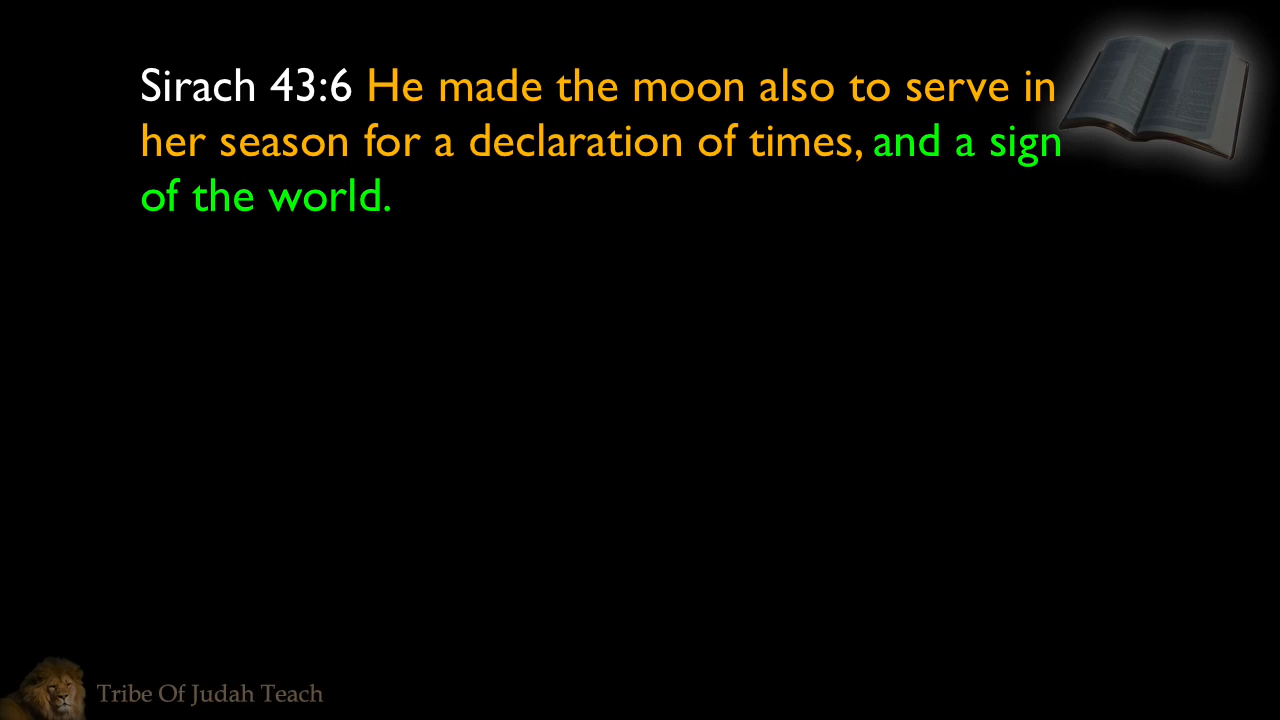 Sirach 43:6 He made the moon also to serve in
her season for a declaration of times, and a sign
of the world.
Tribe Of Judah Teach